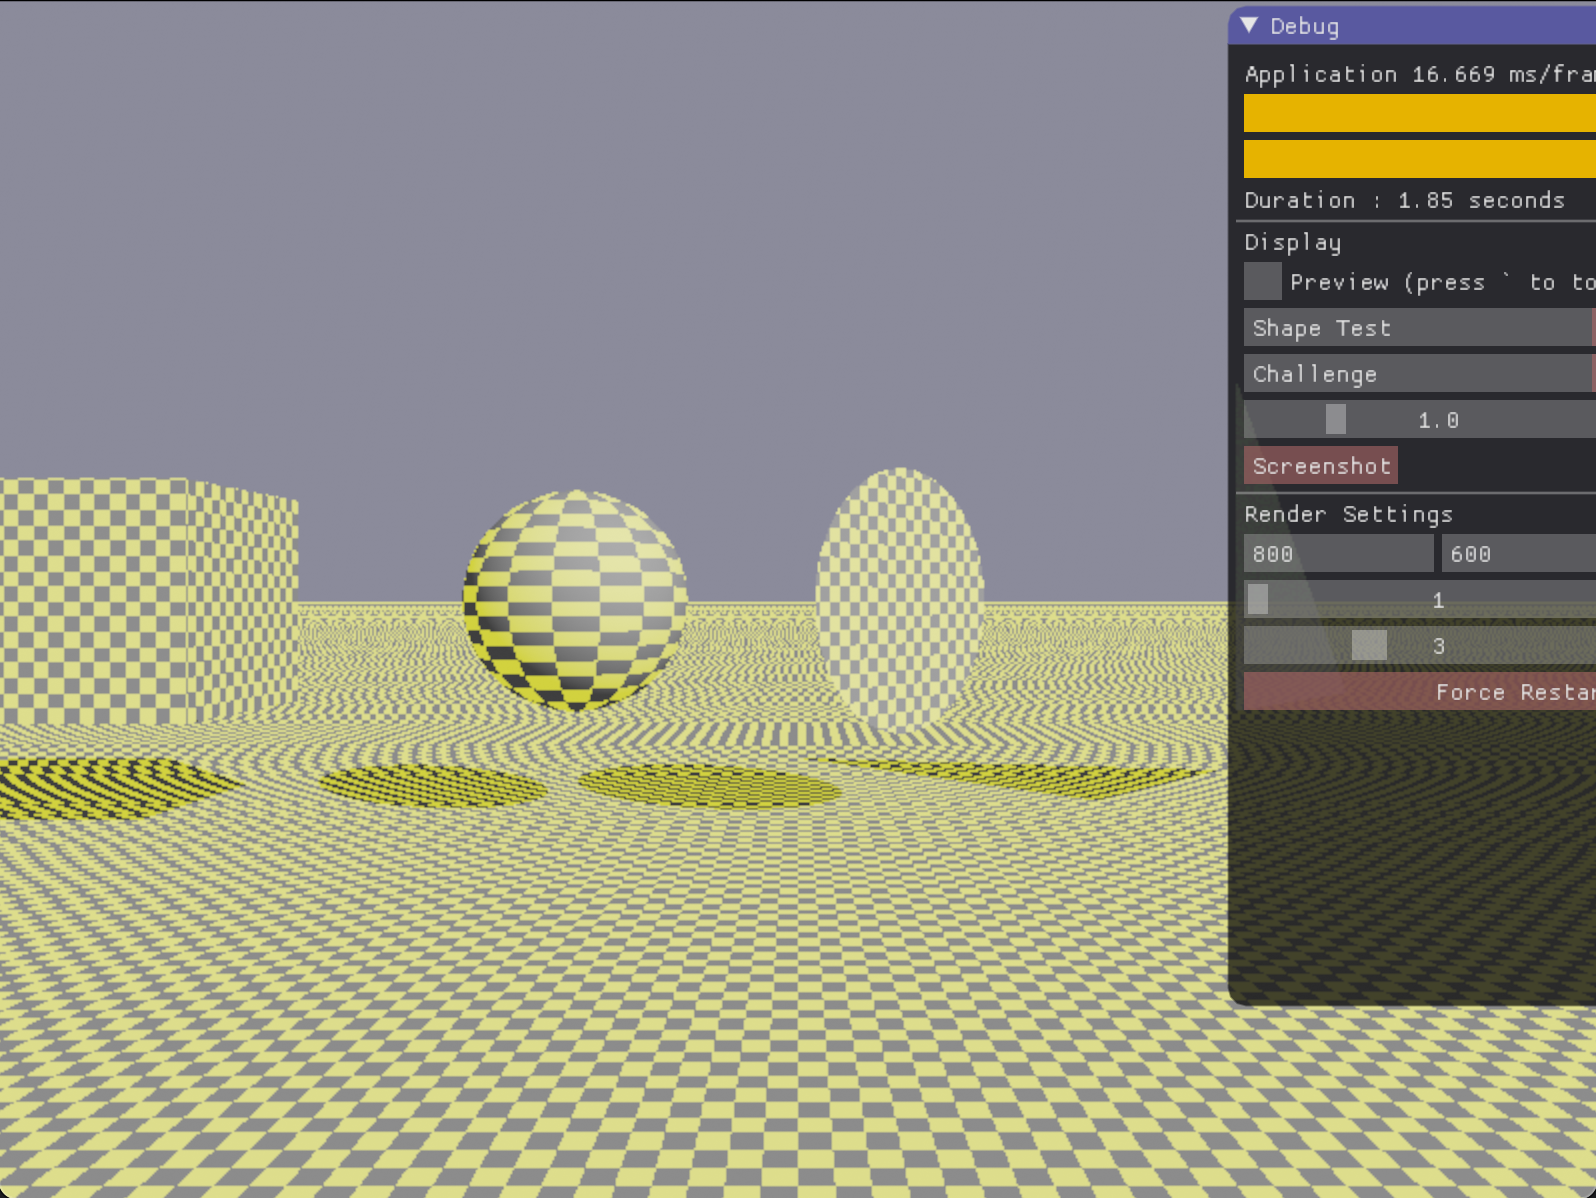 Debug
Application 16.669 ms/fra
Duration : 1.85 seconds
Display
Preview (press ` to to
Shape Test
Challenge
1.0
Screenshot
Render Settings
800 600
1
3
Force Restar